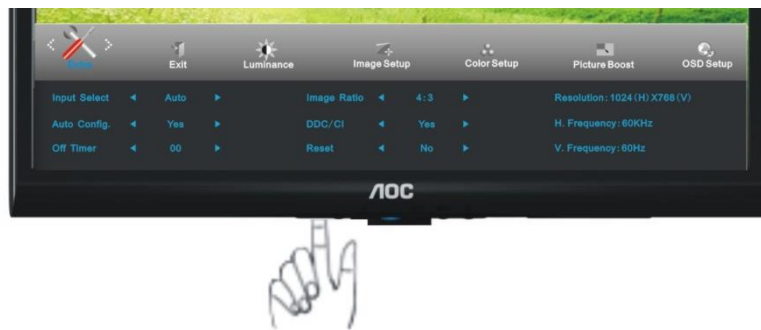 Extra
Exit
Luminance
Image Setup
Color Setup
Picture Boost
OSD Setup
Input Select Auto
Image Ratio 4:3
Resolution: 1024(H)X768(V)
Auto Config. Yes
DDC/CI Yes
H. Frequency: 60KHz
Off Timer 00
Reset No
V. Frequency: 60Hz
AOC